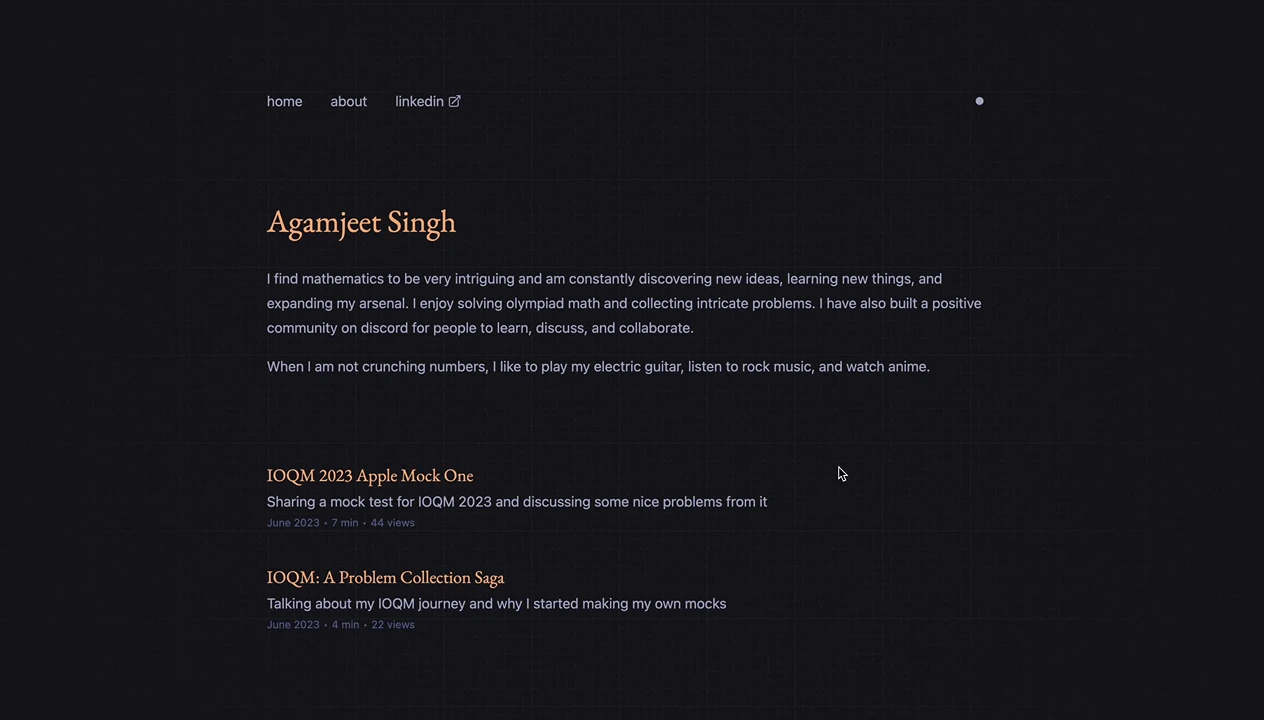 home about linkedin
Agamjeet Singh
I find mathematics to be very intriguing and am constantly discovering new ideas, learning new things, and
expanding my arsenal. I enjoy solving olympiad math and collecting intricate problems. I have also built a positive
community on discord for people to learn, discuss, and collaborate.
When I am not crunching numbers, I like to play my electric guitar, listen to rock music, and watch anime.
IOQM 2023 Apple Mock One
Sharing a mock test for IOQM 2023 and discussing some nice problems from it
June 2023 • 7 min • 44 views
IOQM: A Problem Collection Saga
Talking about my IOQM journey and why I started making my own mocks
June 2023 • 4 min • 22 views